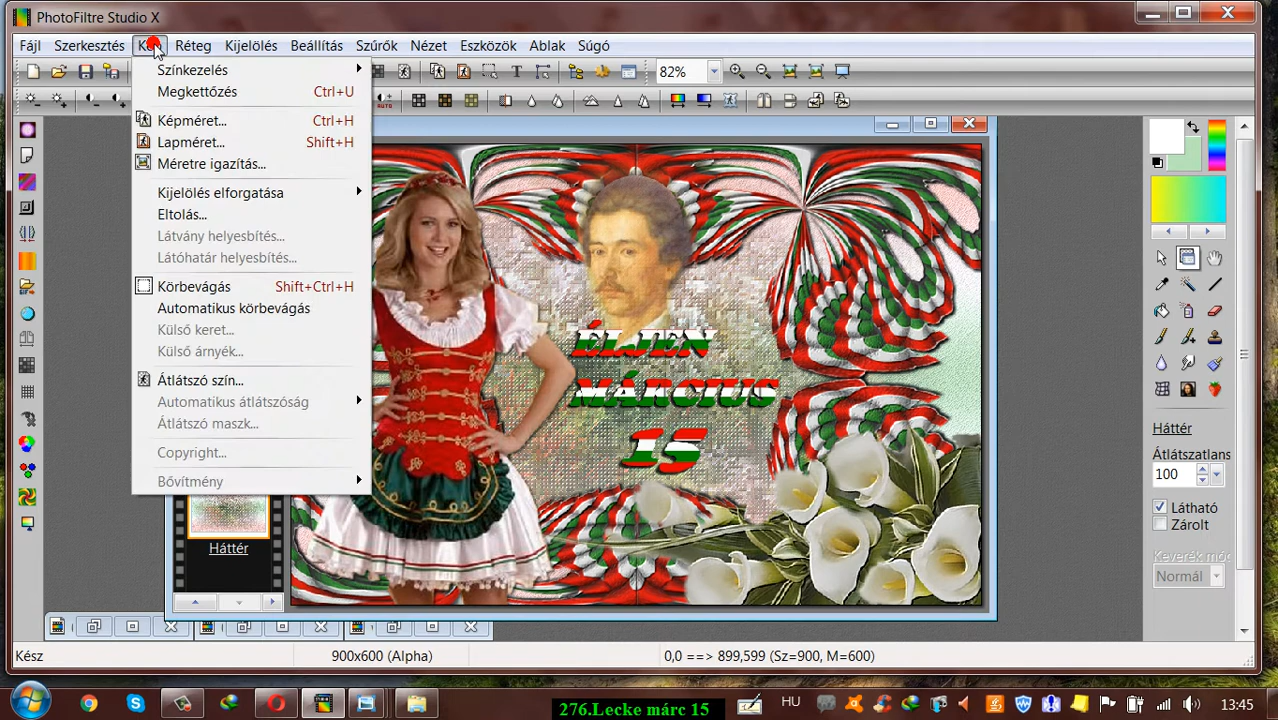 PhotoFiltre Studio X
Fájl Szerkesztés Réteg Kijelölés Beállítás Szűrők Nézet Eszközök Ablak Súgó
82%
AUTO
Színkezelés
Megkettőzés Ctrl+U
Képméret... Ctrl+H
Lapméret... Shift+H
Méretre igazítás...
Kijelölés elforgatása
Eltolás...
Látvány helyesbítés...
Látóhatár helyesbítés...
Körbevágás Shift+Ctrl+H
Automatikus körbevágás
Külső keret...
Külső árnyék...
Átlátszó szín...
Automatikus átlátszóság
Átlátszó maszk...
Copyright...
Bővítmény
ÉLJEN
MÁRCIUS
15
Háttér
Háttér
Átlátszatlans
100
Látható
Zárolt
Keverék mó
Normál
Kész 900x600 (Alpha) 0,0 ==> 899,599 (Sz=900, M=600)
276.Lecke márc 15
HU
13:45